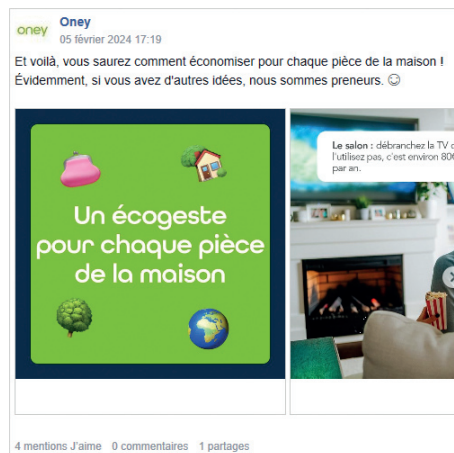 oney
Oney
05 février 2024 17:19
Et voilà, vous saurez comment économiser pour chaque pièce de la maison !
Évidemment, si vous avez d'autres idées, nous sommes preneurs. 😊
Un écogeste
pour chaque pièce
de la maison
Le salon : débranchez la TV
l'utilisez pas, c'est environ 80
par an.
4 mentions J'aime 0 commentaires 1 partages